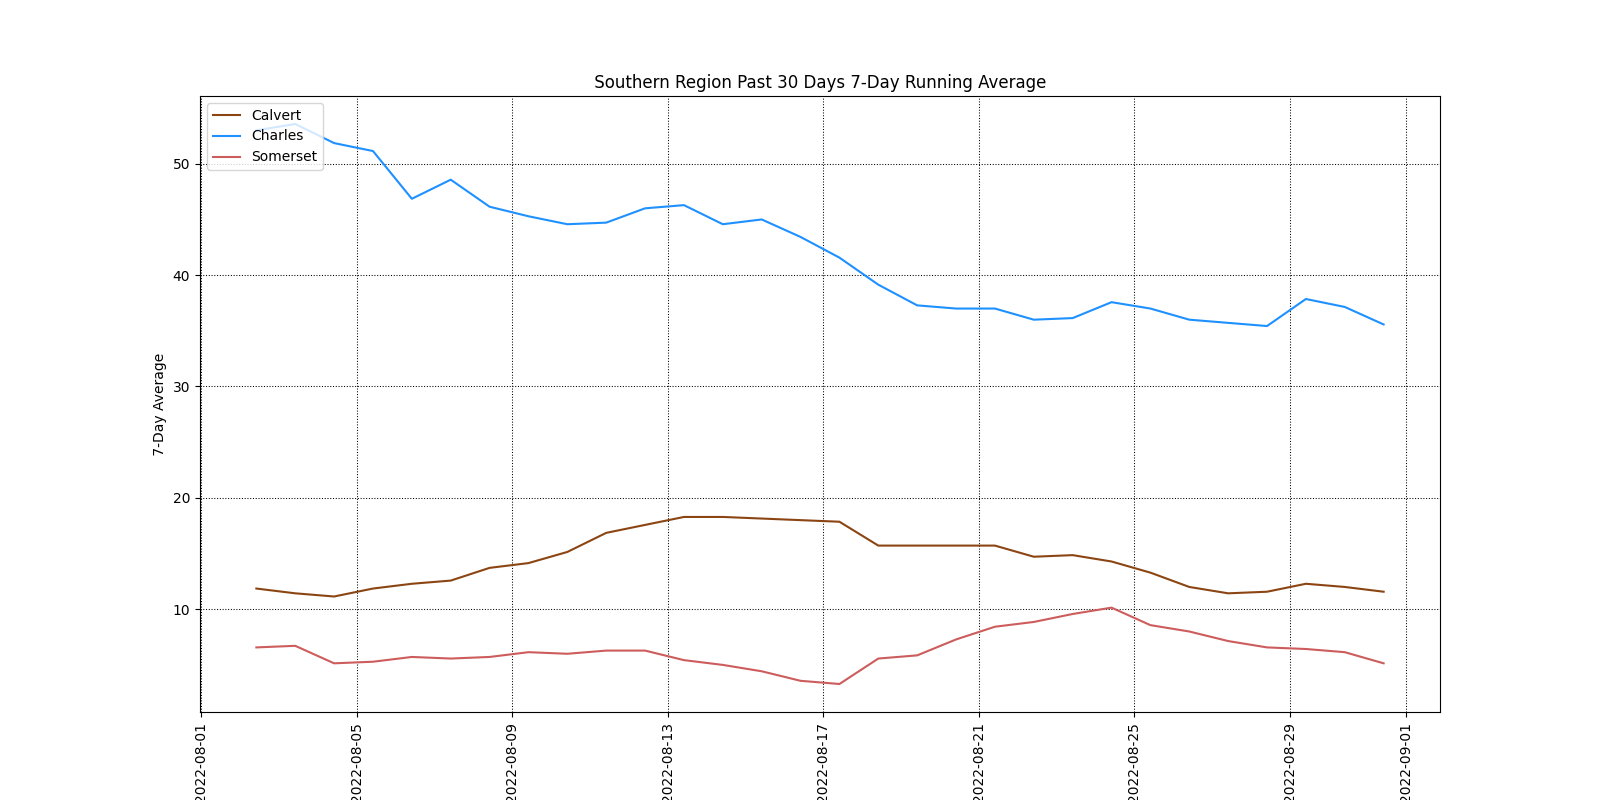 Southern Region Past 30 Days 7-Day Running Average
Calvert
Charles
Somerset
50
40
30
20
10
7-Day Average
2022-08-01
2022-08-05
2022-08-09
2022-08-13
2022-08-17
2022-08-21
2022-08-25
2022-08-29
2022-09-01